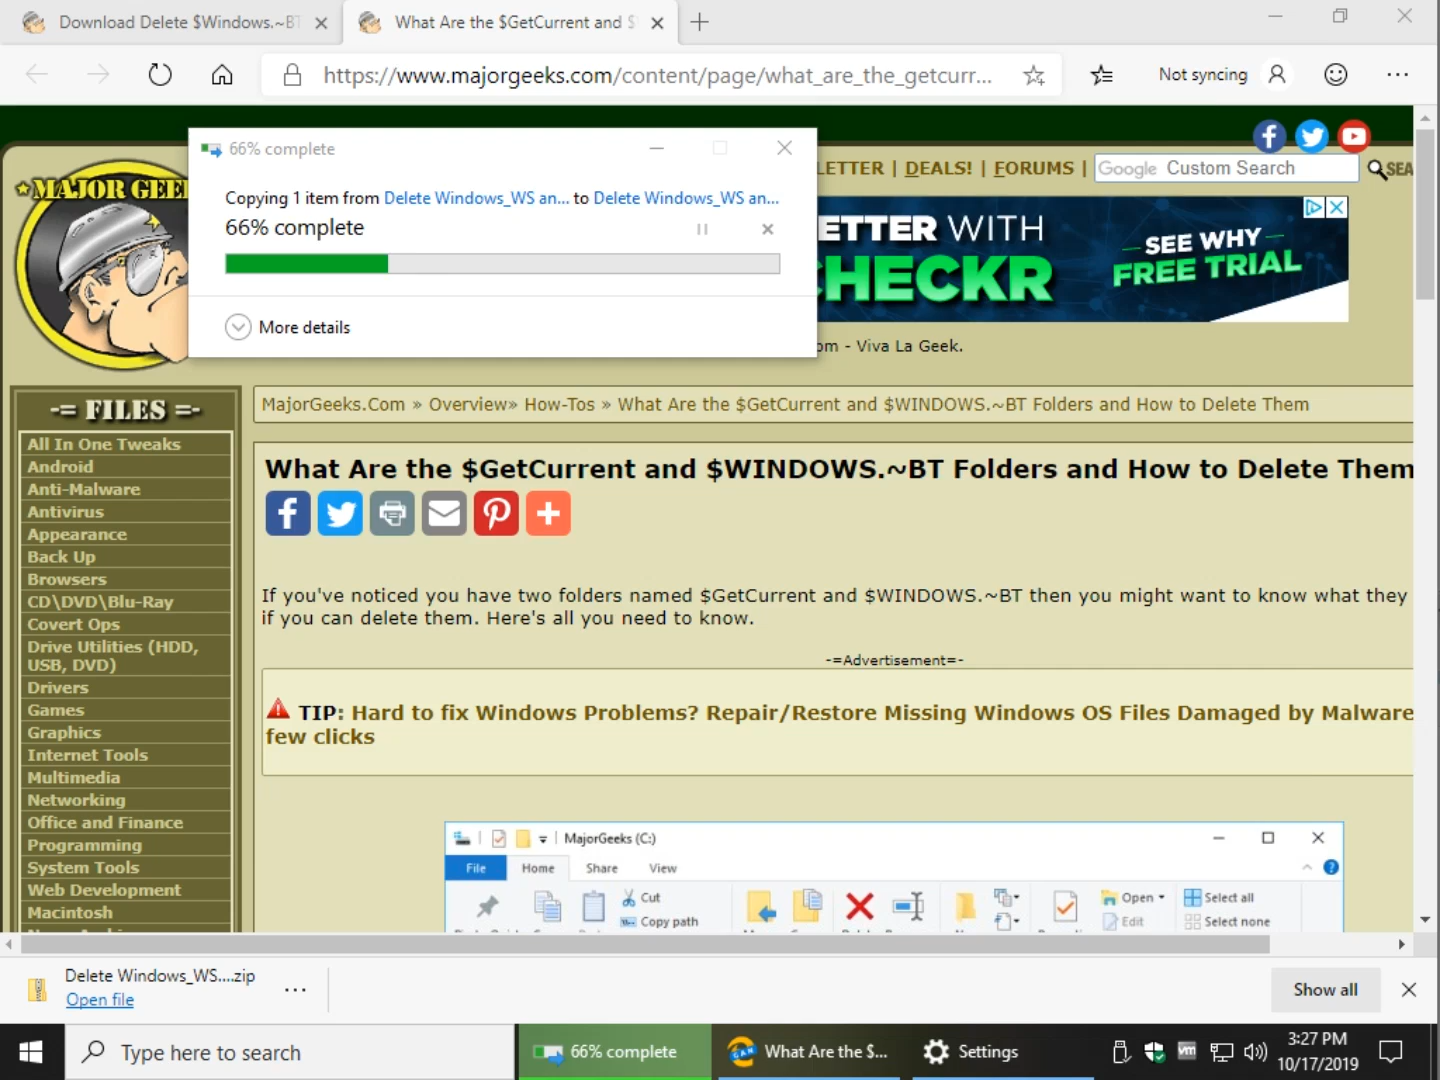 Download Delete $Windows.~BT
What Are the $GetCurrent and $
https://www.majorgeeks.com/content/page/what_are_the_getcurr...
Not syncing
66% complete
Copying 1 item from Delete Windows_WS an... to Delete Windows_WS an...
66% complete
More details
MAJOR GEE
LETTER | DEALS! | FORUMS |
Google Custom Search
SEA
ETTER WITH
CHECKR
SEE WHY
FREE TRIAL
om - Viva La Geek.
-= FILES =-
All In One Tweaks
Android
Anti-Malware
Antivirus
Appearance
Back Up
Browsers
CD\DVD\Blu-Ray
Covert Ops
Drive Utilities (HDD,
USB, DVD)
Drivers
Games
Graphics
Internet Tools
Multimedia
Networking
Office and Finance
Programming
System Tools
Web Development
Macintosh
MajorGeeks.Com » Overview» How-Tos » What Are the $GetCurrent and $WINDOWS.~BT Folders and How to Delete Them
What Are the $GetCurrent and $WINDOWS.~BT Folders and How to Delete Them
If you've noticed you have two folders named $GetCurrent and $WINDOWS.~BT then you might want to know what they
if you can delete them. Here's all you need to know.
-=Advertisement=-
TIP: Hard to fix Windows Problems? Repair/Restore Missing Windows OS Files Damaged by Malware
few clicks
MajorGeeks (C:)
File Home Share View
Cut
Copy path
Open
Edit
Select all
Select none
Delete Windows_WS....zip
Open file
Show all
Type here to search
66% complete
What Are the $...
Settings
vm
3:27 PM
10/17/2019